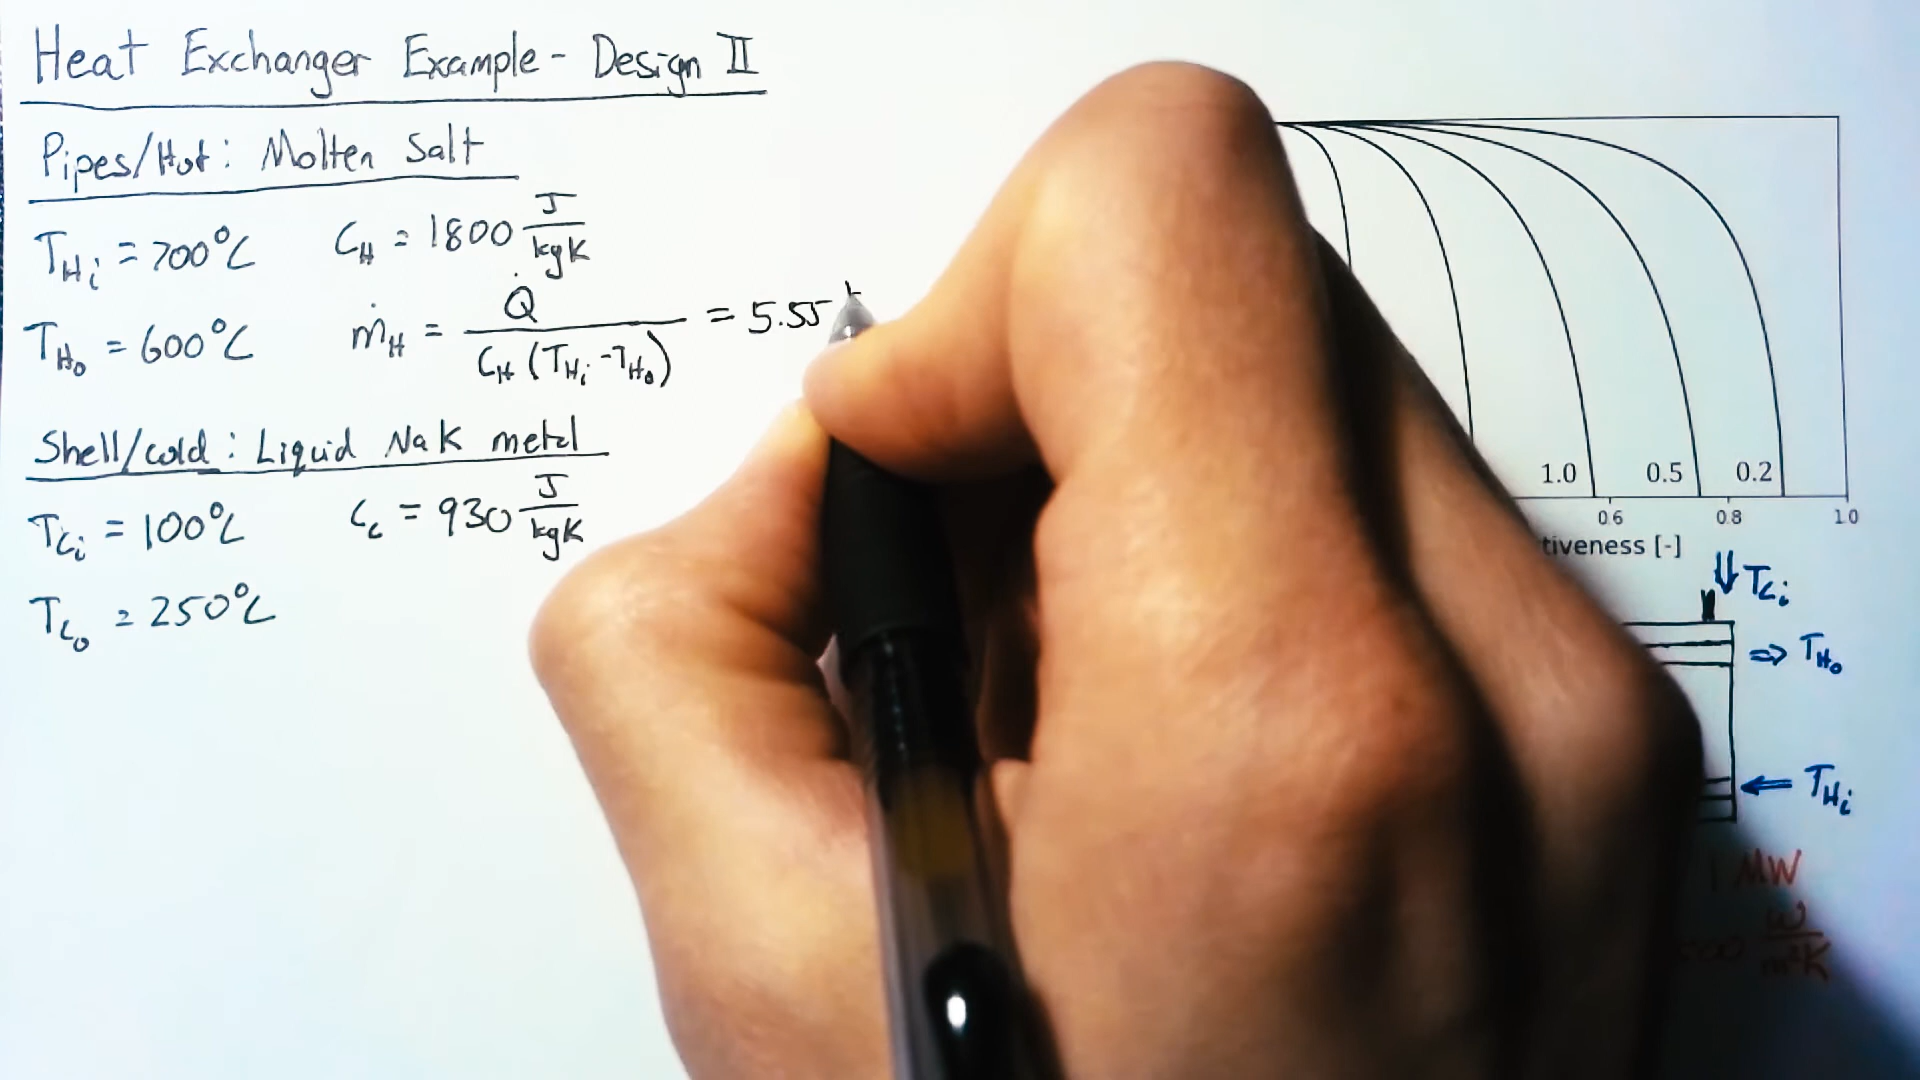 Heat Exchanger Example - Design II
Pipes/Hot: Molten Salt
T_Hi = 700°C   C_H = 1800 J/kgK
T_Ho = 600°C   ṁ_H = Q̇ / C_H (T_Hi - T_Ho) = 5.55
Shell/cold: Liquid NaK metal
T_Ci = 100°C   C_c = 930 J/kgK
T_Co = 250°C
1.0 0.5 0.2
0.6 0.8 1.0
[-]
T_Ci
T_Ho
T_Hi
1 MW
W/m²K